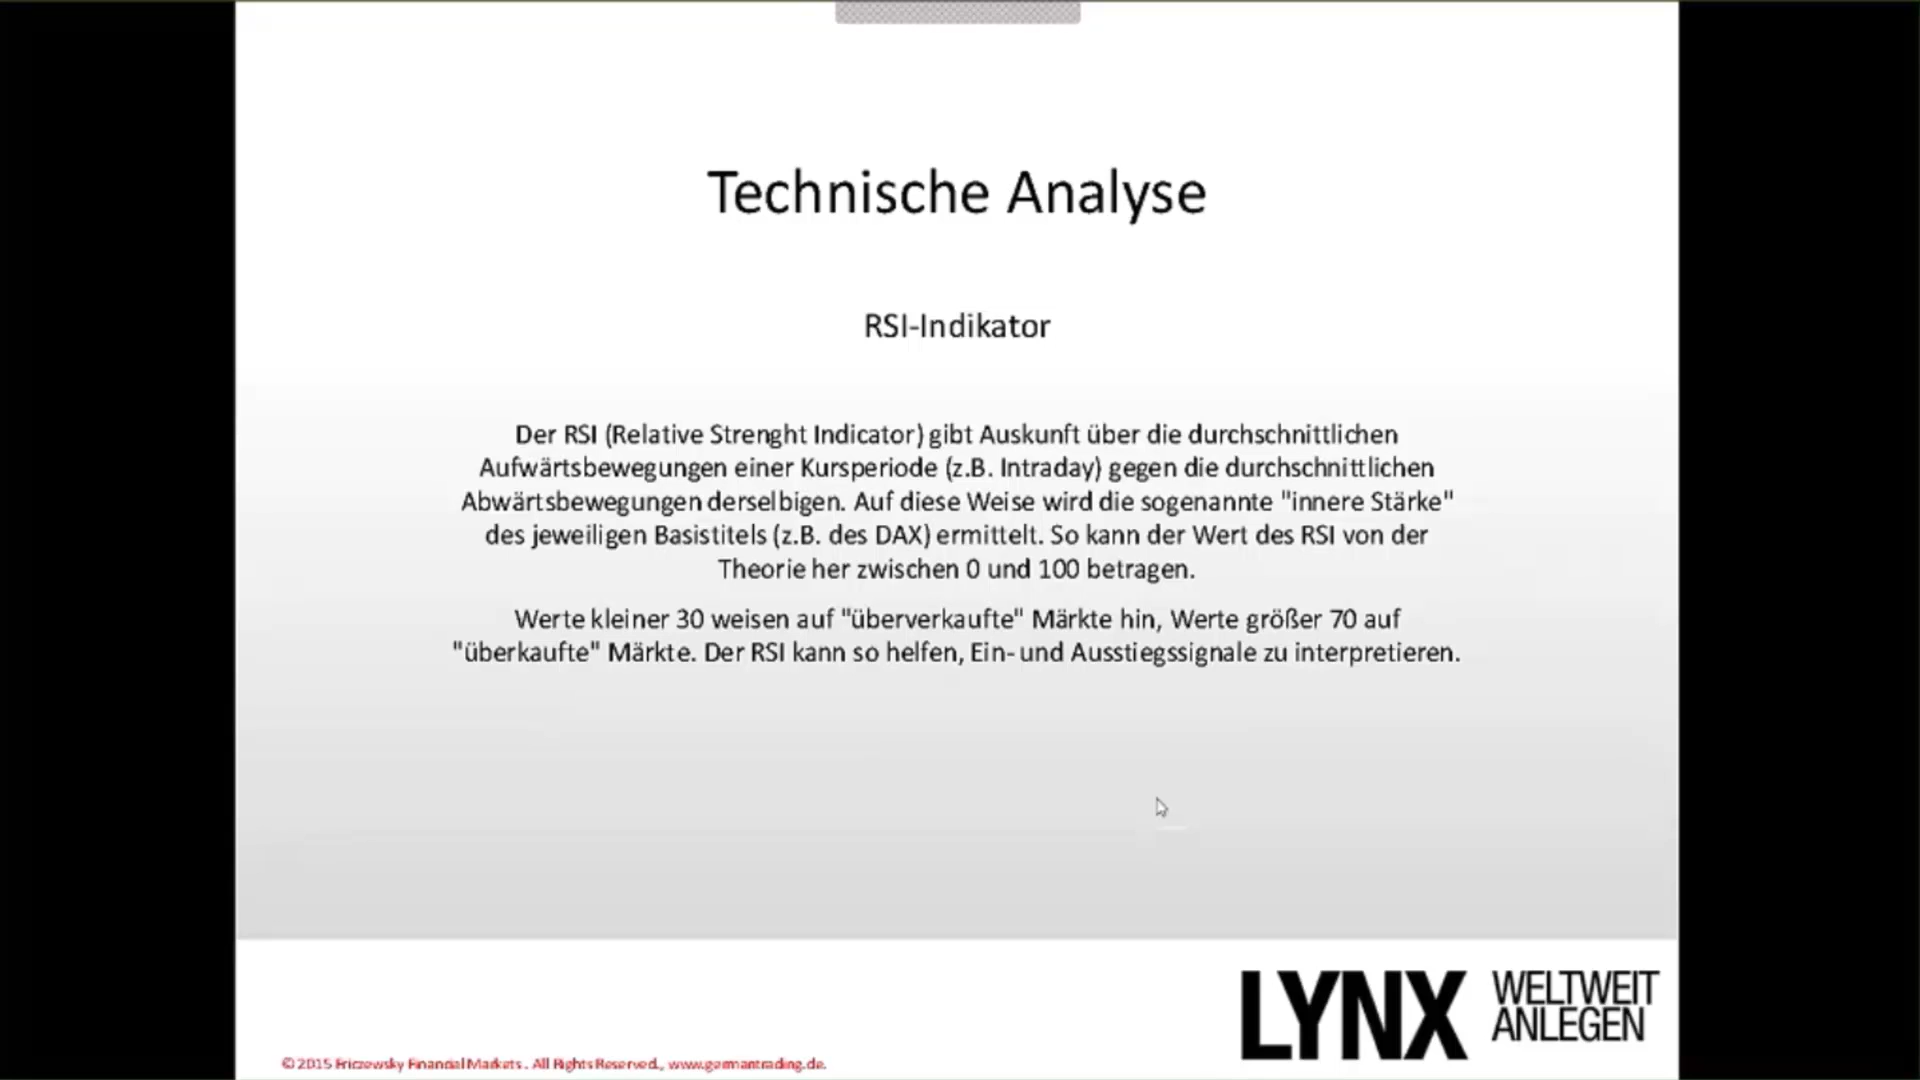 Technische Analyse
RSI-Indikator
Der RSI (Relative Strenght Indicator) gibt Auskunft über die durchschnittlichen
Aufwärtsbewegungen einer Kursperiode (z.B. Intraday) gegen die durchschnittlichen
Abwärtsbewegungen derselbigen. Auf diese Weise wird die sogenannte "innere Stärke"
des jeweiligen Basistitels (z.B. des DAX) ermittelt. So kann der Wert des RSI von der
Theorie her zwischen 0 und 100 betragen.
Werte kleiner 30 weisen auf "überverkaufte" Märkte hin, Werte größer 70 auf
"überkaufte" Märkte. Der RSI kann so helfen, Ein- und Ausstiegssignale zu interpretieren.
LYNX WELTWEIT
ANLEGEN
©2015 Friczewsky Financial Markets . All Rights Reserved., www.germantrading.de.